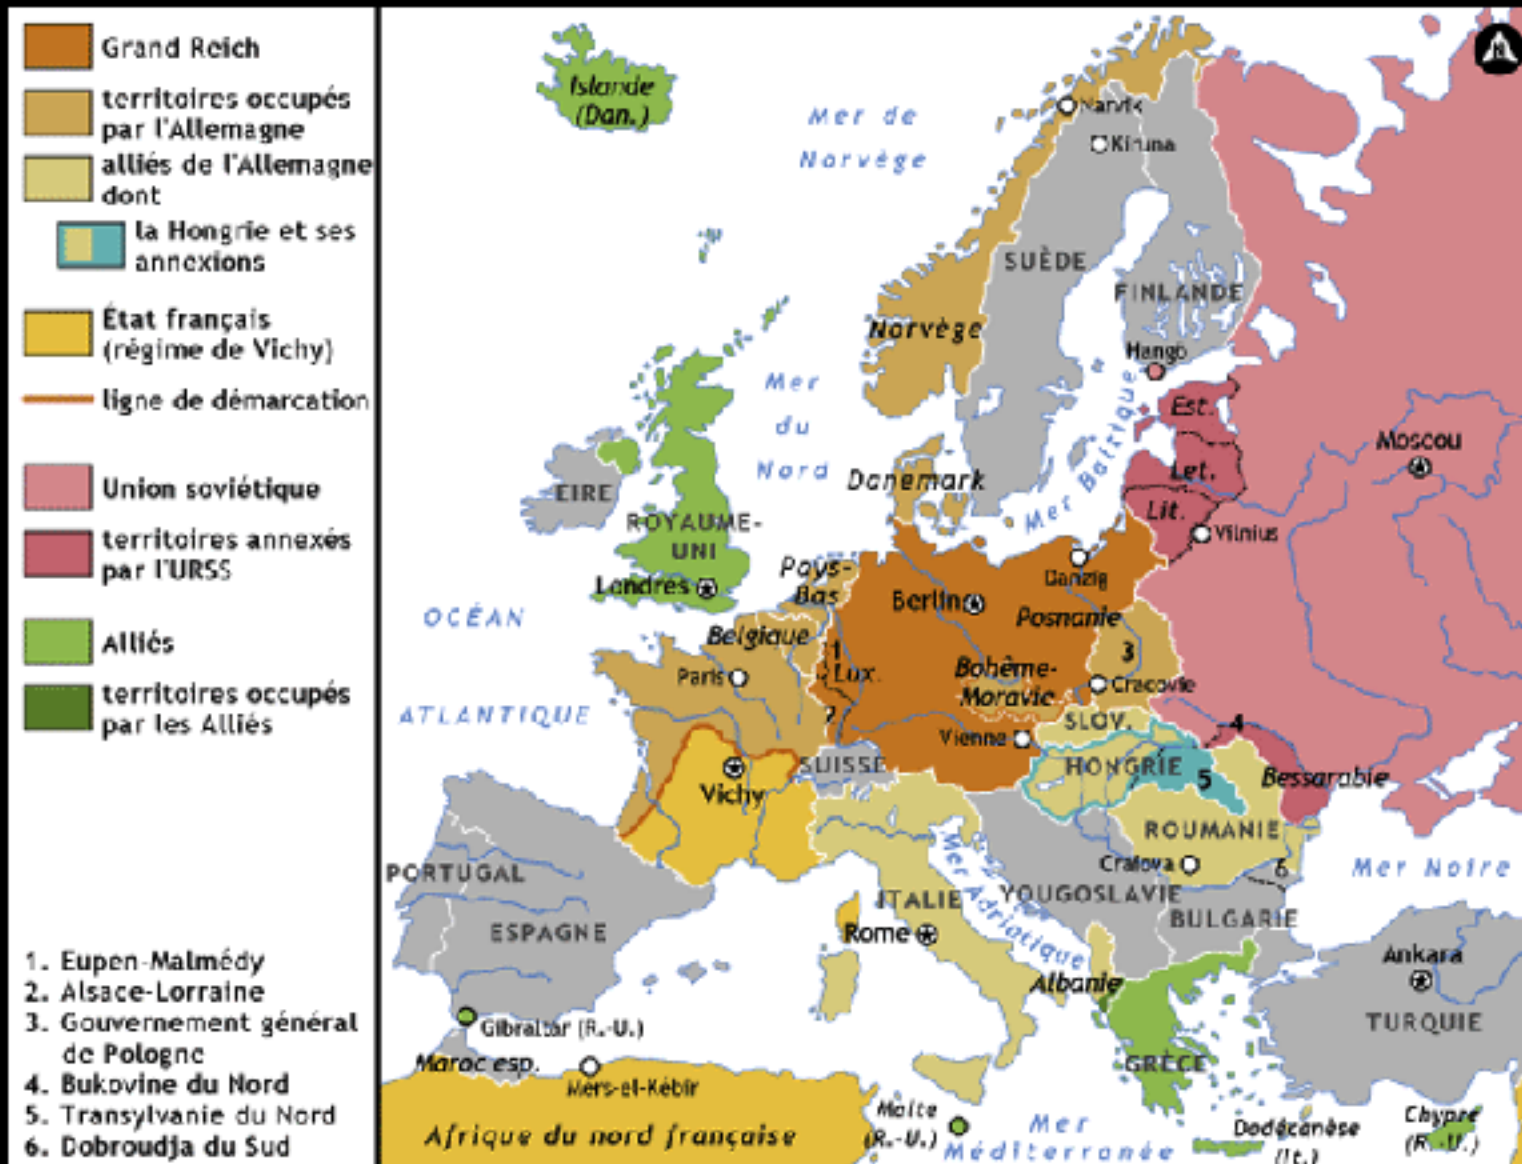 Grand Reich
territoires occupés
par l'Allemagne
alliés de l'Allemagne
dont
la Hongrie et ses
annexions
État français
(régime de Vichy)
ligne de démarcation
Union soviétique
territoires annexés
par l'URSS
Alliés
territoires occupés
par les Alliés
1. Eupen-Malmédy
2. Alsace-Lorraine
3. Gouvernement général
de Pologne
4. Bukovine du Nord
5. Transylvanie du Nord
6. Dobroudja du Sud
N
Islande
(Dan.)
Mer de
Norvège
Narvik
Kiruna
SUÈDE
FINLANDE
Norvège
Hangö
Mer
du
Nord
Mer Baltique
Est.
Let.
Lit.
Vilnius
Moscou
EIRE
ROYAUME-
UNI
Londres
Danemark
Pays-
Bas
Belgique
Berlin
Danzig
Posnanie
OCÉAN
ATLANTIQUE
Paris
1
Lux.
2
Bohême-
Moravie
3
Cracovie
SLOV.
Vienne
4
SUISSE
HONGRIE
5
Bessarabie
Vichy
ROUMANIE
Craiova
6
Mer Noire
PORTUGAL
ESPAGNE
ITALIE
Rome
Mer Adriatique
YOUGOSLAVIE
BULGARIE
Albanie
Ankara
TURQUIE
GRÈCE
Gibraltar (R.-U.)
Maroc esp.
Mers-el-Kébir
Afrique du nord française
Malte
(R.-U.)
Mer
Méditerranée
Dodécanèse
(It.)
Chypre
(R.-U.)